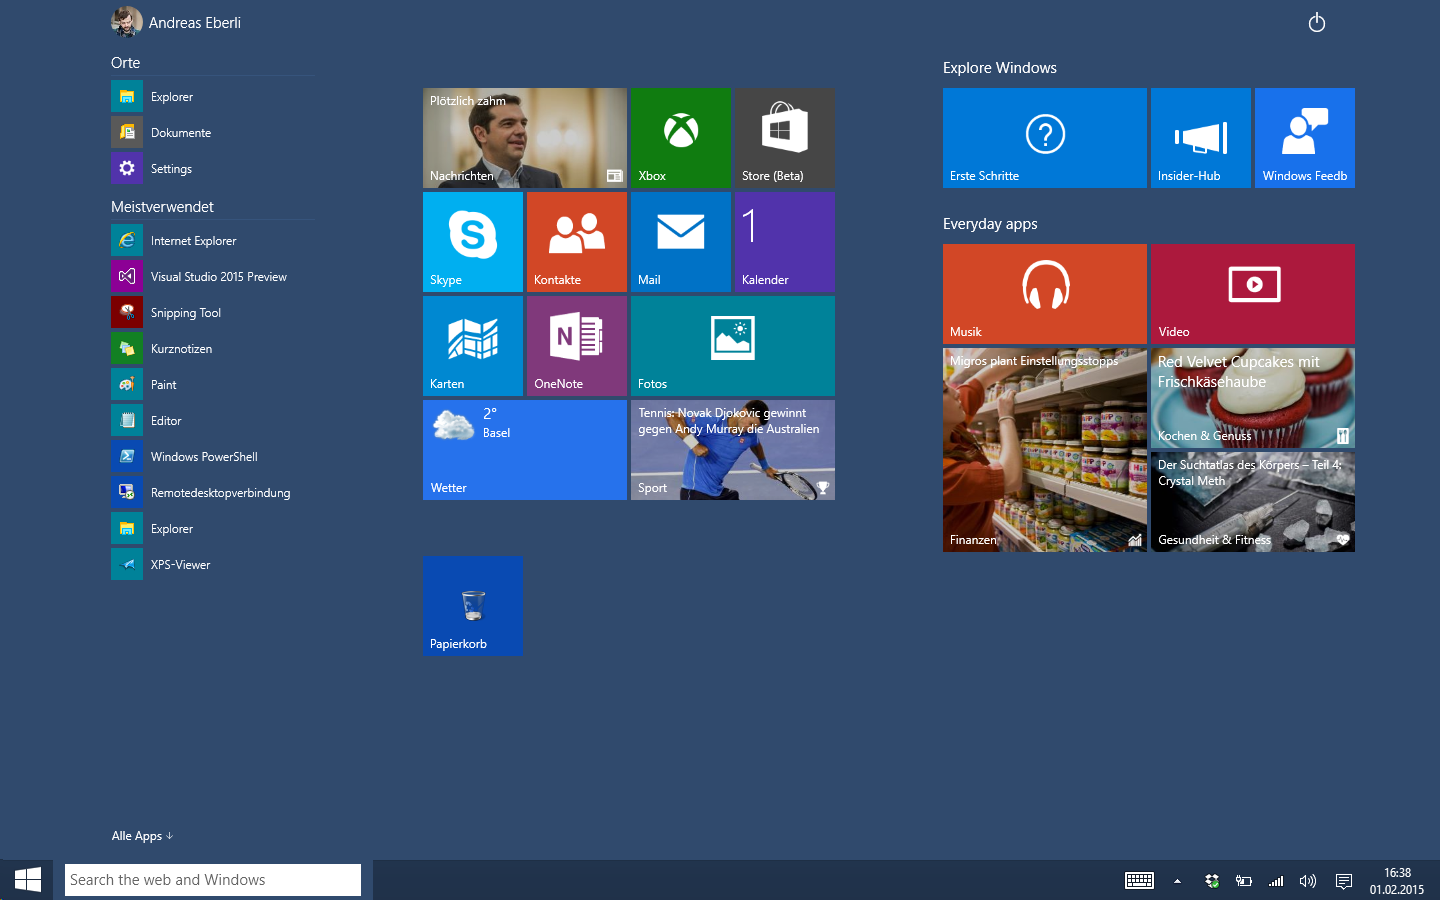 Andreas Eberli
Orte
Explorer
Dokumente
Settings
Meistverwendet
Internet Explorer
Visual Studio 2015 Preview
Snipping Tool
Kurznotizen
Paint
Editor
Windows PowerShell
Remotedesktopverbindung
Explorer
XPS-Viewer
Alle Apps
Plötzlich zahm
Nachrichten
Xbox
Store (Beta)
Skype
Kontakte
Mail
1
Kalender
Karten
N
OneNote
Fotos
2°
Basel
Wetter
Tennis: Novak Djokovic gewinnt
gegen Andy Murray die Australien
Sport
Papierkorb
Explore Windows
Erste Schritte
Insider-Hub
Windows Feedb
Everyday apps
Musik
Video
Migros plant Einstellungsstopps
Finanzen
Red Velvet Cupcakes mit
Frischkäsehaube
Kochen & Genuss
Der Suchtatlas des Körpers – Teil 4:
Crystal Meth
Gesundheit & Fitness
Search the web and Windows
16:38
01.02.2015